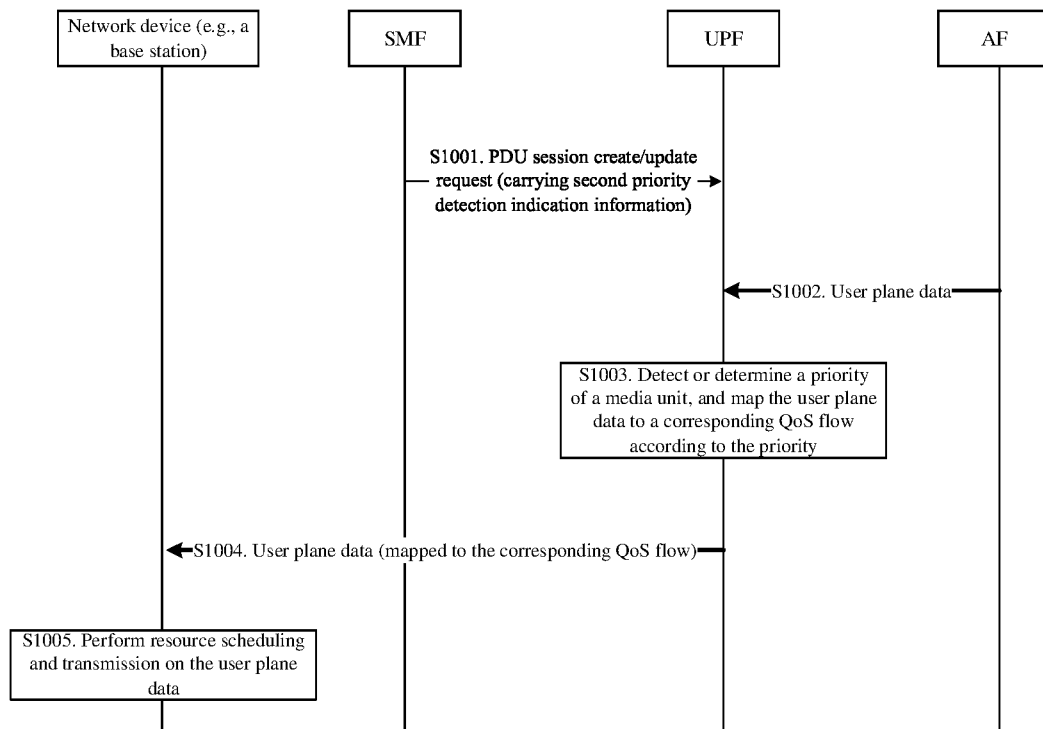 Network device (e.g., a
base station)
SMF
UPF
AF
S1001. PDU session create/update
request (carrying second priority
detection indication information)
S1002. User plane data
S1003. Detect or determine a priority
of a media unit, and map the user plane
data to a corresponding QoS flow
according to the priority
S1004. User plane data (mapped to the corresponding QoS flow)
S1005. Perform resource scheduling
and transmission on the user plane
data